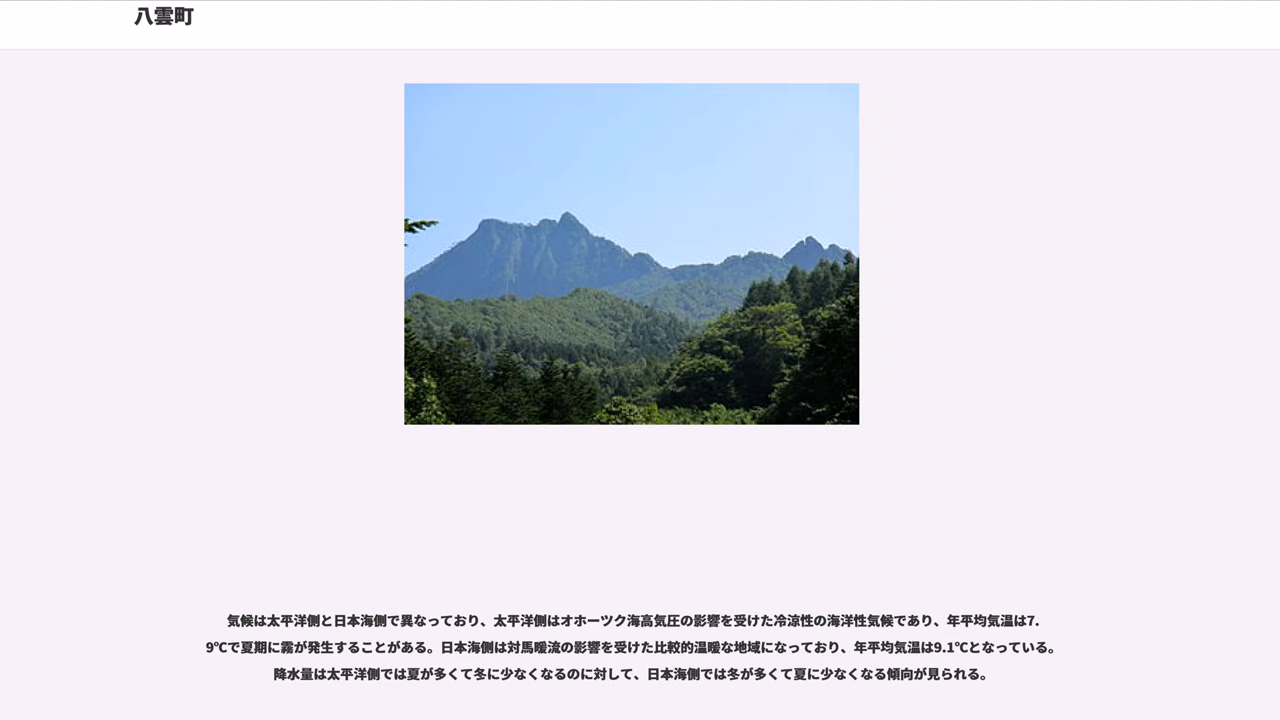 八雲町
気候は太平洋側と日本海側で異なっており、太平洋側はオホーツク海高気圧の影響を受けた冷涼性の海洋性気候であり、年平均気温は7.
9℃で夏期に霧が発生することがある。日本海側は対馬暖流の影響を受けた比較的温暖な地域になっており、年平均気温は9.1℃となっている。
降水量は太平洋側では夏が多くて冬に少なくなるのに対して、日本海側では冬が多くて夏に少なくなる傾向が見られる。